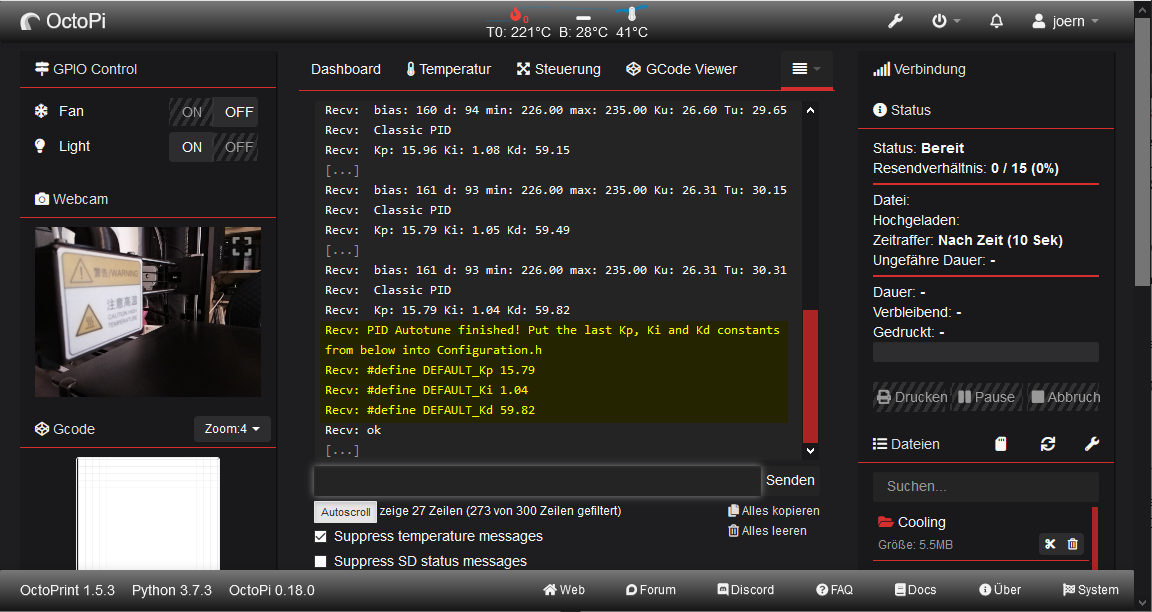 OctoPi
0
T0: 221°C B: 28°C 41°C
joern
GPIO Control
Fan
ON OFF
Light
ON OFF
Webcam
警告/WARNING
注意高温
CAUTION HIGH
TEMPERATURE
Gcode
Zoom:4
Dashboard Temperatur Steuerung GCode Viewer
Recv: bias: 160 d: 94 min: 226.00 max: 235.00 Ku: 26.60 Tu: 29.65
Recv: Classic PID
Recv: Kp: 15.96 Ki: 1.08 Kd: 59.15
[...]
Recv: bias: 161 d: 93 min: 226.00 max: 235.00 Ku: 26.31 Tu: 30.15
Recv: Classic PID
Recv: Kp: 15.79 Ki: 1.05 Kd: 59.49
[...]
Recv: bias: 161 d: 93 min: 226.00 max: 235.00 Ku: 26.31 Tu: 30.31
Recv: Classic PID
Recv: Kp: 15.79 Ki: 1.04 Kd: 59.82
Recv: PID Autotune finished! Put the last Kp, Ki and Kd constants
from below into Configuration.h
Recv: #define DEFAULT_Kp 15.79
Recv: #define DEFAULT_Ki 1.04
Recv: #define DEFAULT_Kd 59.82
Recv: ok
[...]
Senden
Autoscroll zeige 27 Zeilen (273 von 300 Zeilen gefiltert)
Alles kopieren
Alles leeren
Suppress temperature messages
Suppress SD status messages
Verbindung
Status
Status: Bereit
Resendverhältnis: 0 / 15 (0%)
Datei:
Hochgeladen:
Zeitraffer: Nach Zeit (10 Sek)
Ungefähre Dauer: -
Dauer: -
Verbleibend: -
Gedruckt: -
Drucken Pause Abbruch
Dateien
Suchen...
Cooling
Größe: 5.5MB
OctoPrint 1.5.3 Python 3.7.3 OctoPi 0.18.0
Web Forum Discord FAQ Docs Über System